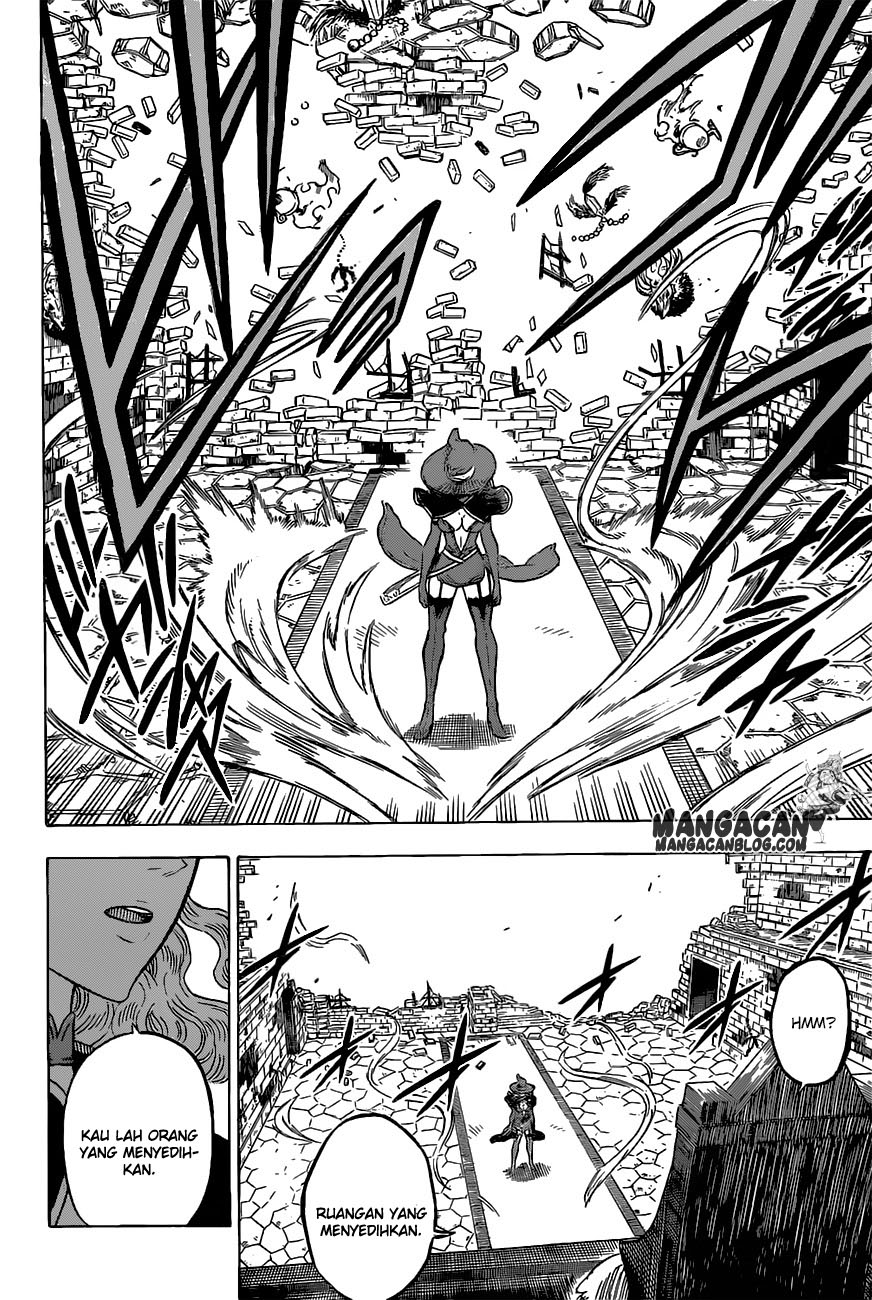 MANGACAN
MANGACANBLOG.COM
HMM?
RUANGAN YANG
MENYEDIHKAN.
KAU LAH ORANG
YANG MENYEDIH-
KAN.